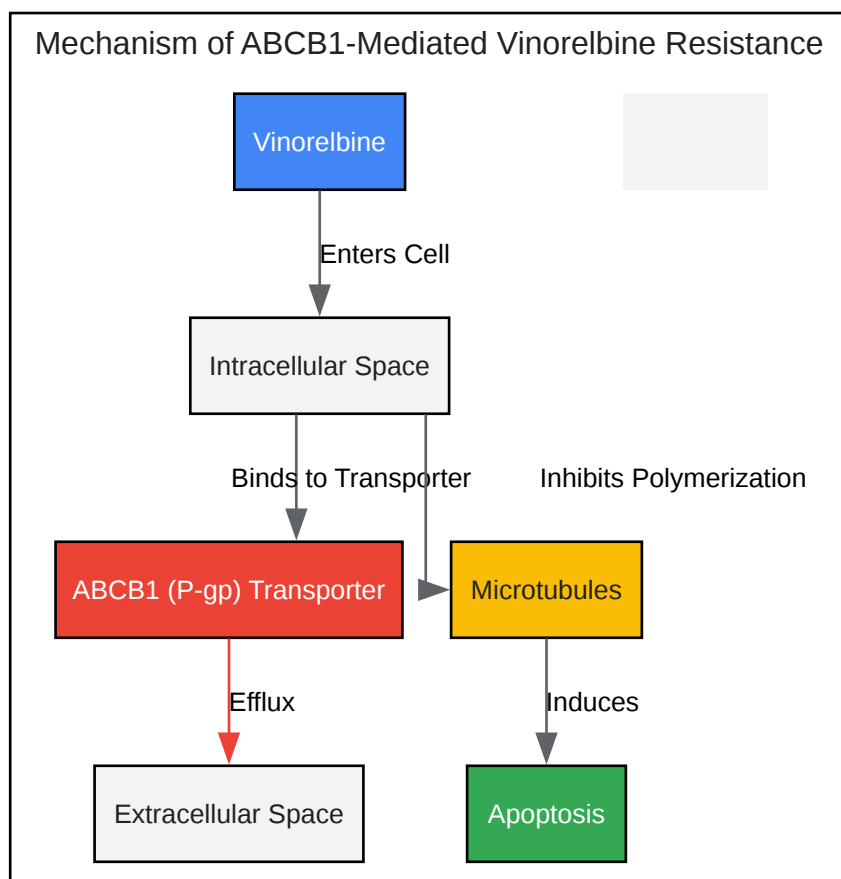 Mechanism of ABCB1-Mediated Vinorelbine Resistance
Vinorelbine
Enters Cell
Intracellular Space
Binds to Transporter
Inhibits Polymerization
ABCB1 (P-gp) Transporter
Microtubules
Efflux
Induces
Extracellular Space
Apoptosis